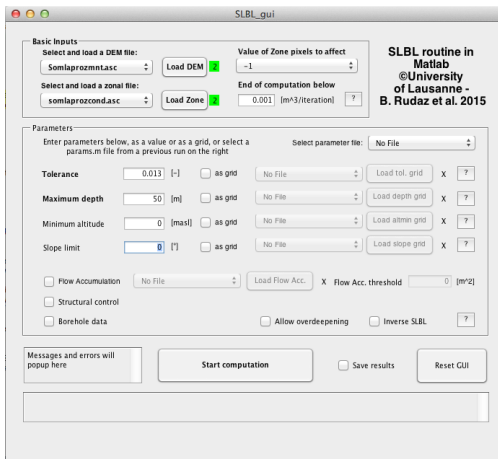 SLBL_gui
Basic Inputs
Select and load a DEM file:
Somlaprozmnt.asc
Load DEM
2
Value of Zone pixels to affect
-1
Select and load a zonal file:
somlaprozcond.asc
Load Zone
2
End of computation below
0.001 [m^3/iteration] ?
SLBL routine in
Matlab
©University
of Lausanne -
B. Rudaz et al. 2015
Parameters
Enter parameters below, as a value or as a grid, or select a
params.m file from a previous run on the right
Select parameter file: No File
Tolerance 0.013 [-] as grid No File Load tol. grid X ?
Maximum depth 50 [m] as grid No File Load depth grid X ?
Minimum altitude 0 [masl] as grid No File Load altmin grid X ?
Slope limit 0 [°] as grid No File Load slope grid X ?
Flow Accumulation No File Load Flow Acc. X Flow Acc. threshold 0 [m^2]
Structural control
Borehole data Allow overdeepening Inverse SLBL ?
Messages and errors will
popup here
Start computation
Save results
Reset GUI